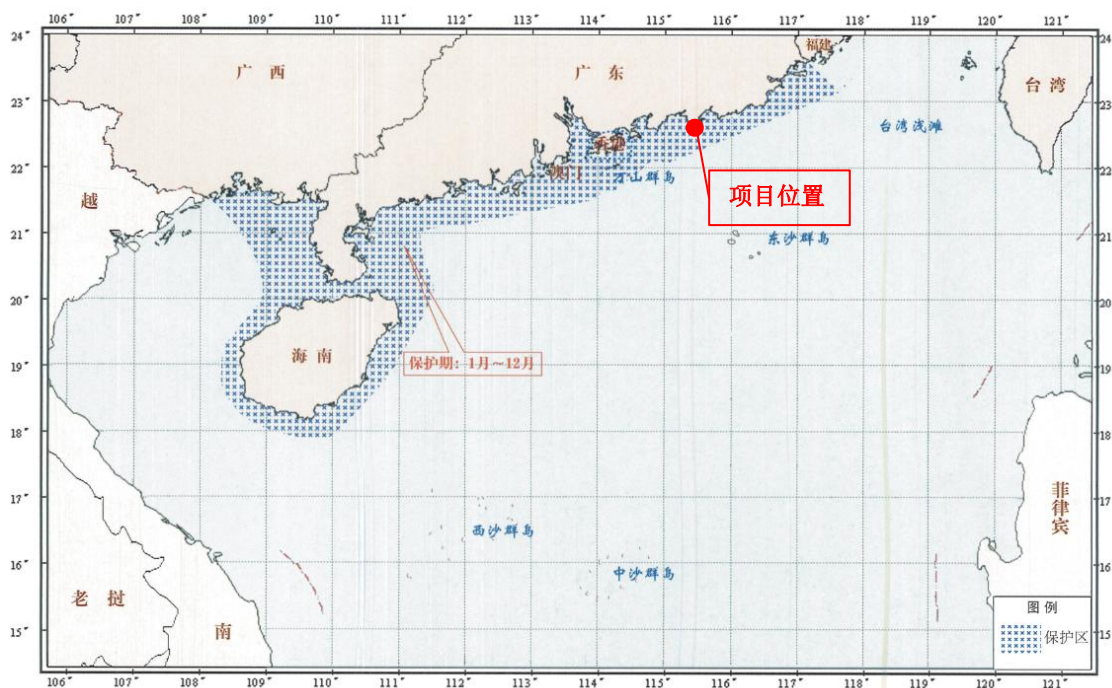 106° 107° 108° 109° 110° 111° 112° 113° 114° 115° 116° 117° 118° 119° 120° 121°
24°
23°
22°
21°
20°
19°
18°
17°
16°
15°
24
23
22
21
20
19
18
17
16
15
福建
广 西
广 东
台 湾
台湾浅滩
香港
澳门
万山群岛
项目位置
越
东沙群岛
海 南
保护期：1月～12月
西沙群岛
中沙群岛
菲律宾
老 挝
南
图 例
保护区
106° 107° 108° 109° 110° 111° 112° 113° 114° 115° 116° 117° 118° 119° 120° 121°